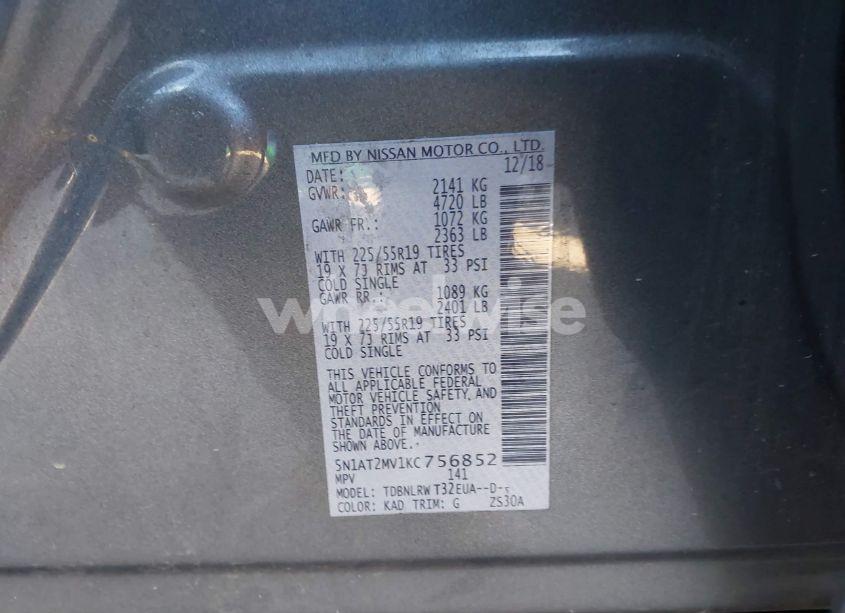 MFD BY NISSAN MOTOR CO., LTD.
DATE: 12/18
GVWR: 2141 KG
4720 LB
GAWR FR.: 1072 KG
2363 LB
WITH 225/55R19 TIRES
19 X 7J RIMS AT 33 PSI
COLD SINGLE
GAWR RR.: 1089 KG
2401 LB
WITH 225/55R19 TIRES
19 X 7J RIMS AT 33 PSI
COLD SINGLE
THIS VEHICLE CONFORMS TO
ALL APPLICABLE FEDERAL
MOTOR VEHICLE SAFETY, AND
THEFT PREVENTION
STANDARDS IN EFFECT ON
THE DATE OF MANUFACTURE
SHOWN ABOVE.
5N1AT2MV1KC756852
MPV 141
MODEL: TDBNLRW T32EUA--D-
COLOR: KAD TRIM: G ZS30A
wheelwise